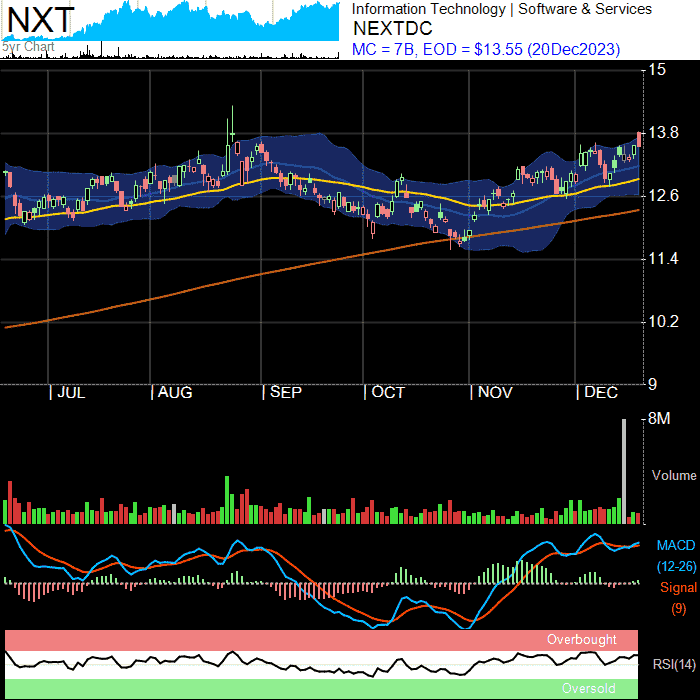 NXT
5yr Chart
Information Technology | Software & Services
NEXTDC
MC = 7B, EOD = $13.55 (20Dec2023)
15
13.8
12.6
11.4
10.2
9
| JUL | AUG | SEP | OCT | NOV | DEC
8M
Volume
MACD
(12-26)
Signal
(9)
Overbought
RSI(14)
Oversold